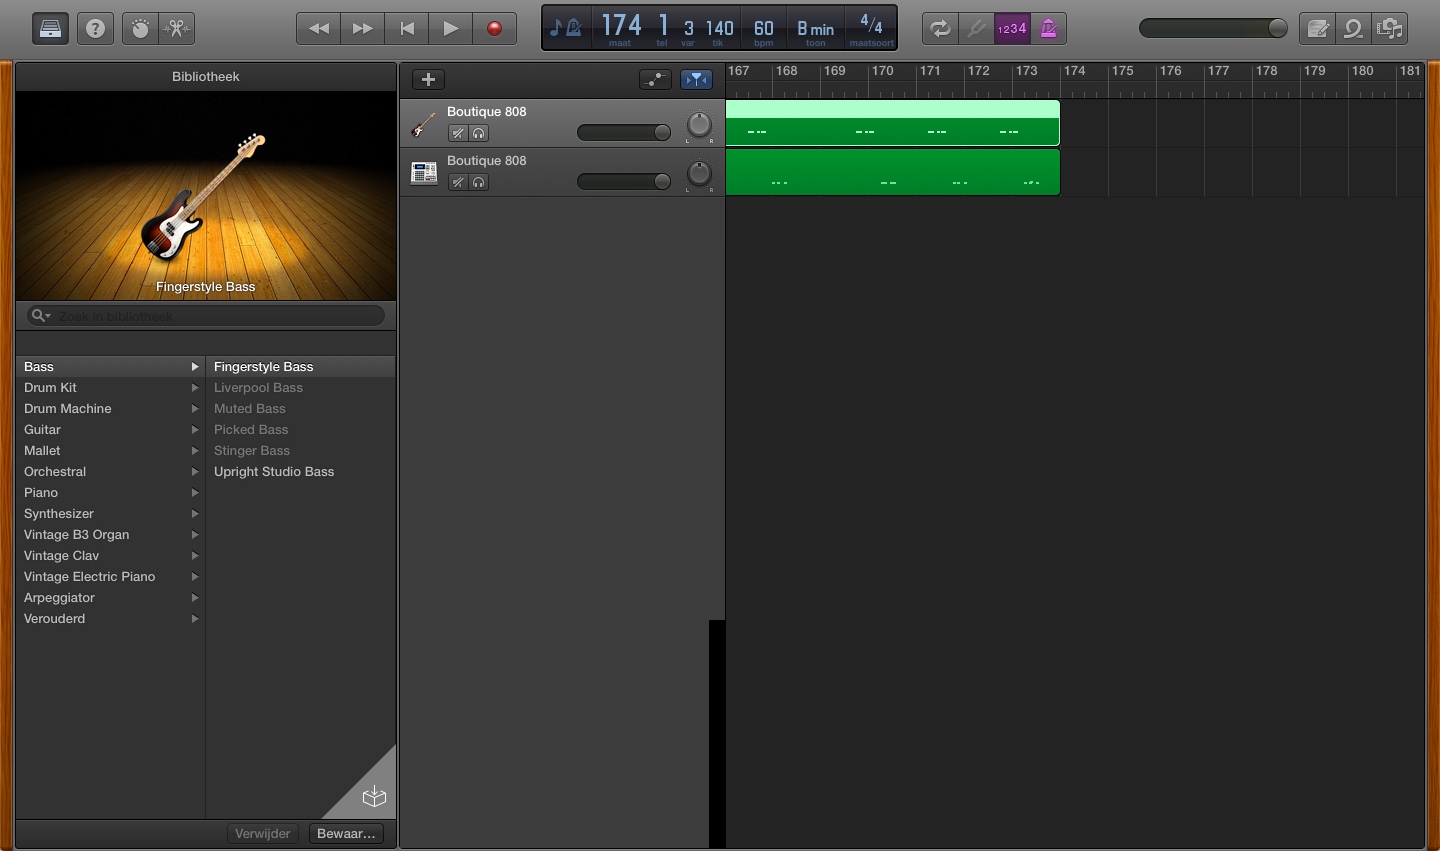 174 1 3 140 60 B min 4/4
maat tel var tik bpm toon maatsoort
1234
Bibliotheek
Fingerstyle Bass
Zoek in bibliotheek
Bass
Drum Kit
Drum Machine
Guitar
Mallet
Orchestral
Piano
Synthesizer
Vintage B3 Organ
Vintage Clav
Vintage Electric Piano
Arpeggiator
Verouderd
Fingerstyle Bass
Liverpool Bass
Muted Bass
Picked Bass
Stinger Bass
Upright Studio Bass
Verwijder Bewaar...
167 168 169 170 171 172 173 174 175 176 177 178 179 180 181
Boutique 808
L R
Boutique 808
L R